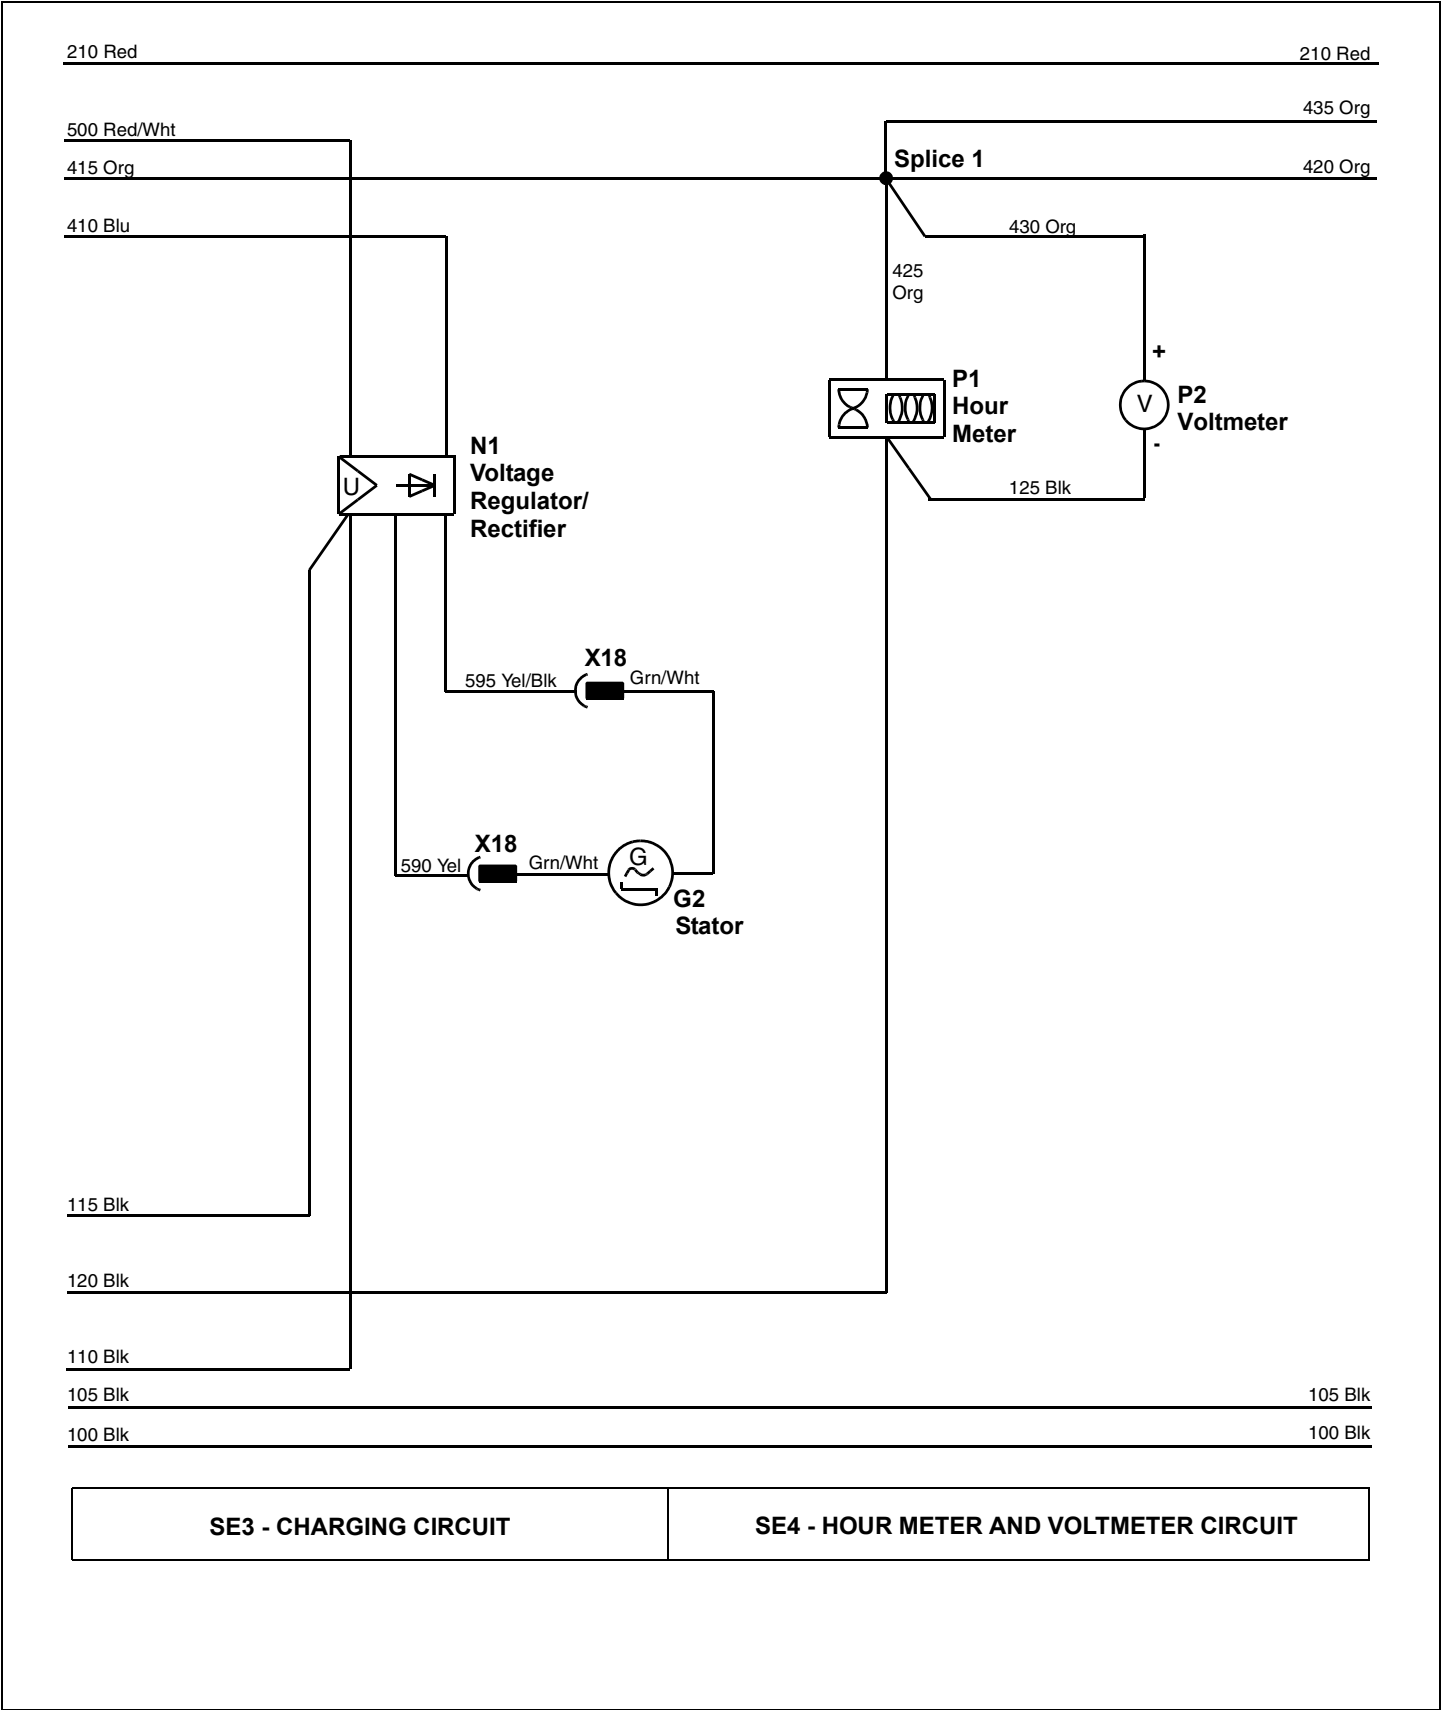 210 Red
210 Red
435 Org
500 Red/Wht
Splice 1
415 Org
420 Org
410 Blu
430 Org
425
Org
+
P1
Hour
Meter
V
P2
Voltmeter
-
N1
Voltage
Regulator/
Rectifier
U
125 Blk
X18
595 Yel/Blk
Grn/Wht
X18
590 Yel
Grn/Wht
G
G2
Stator
115 Blk
120 Blk
110 Blk
105 Blk
105 Blk
100 Blk
100 Blk
SE3 - CHARGING CIRCUIT
SE4 - HOUR METER AND VOLTMETER CIRCUIT